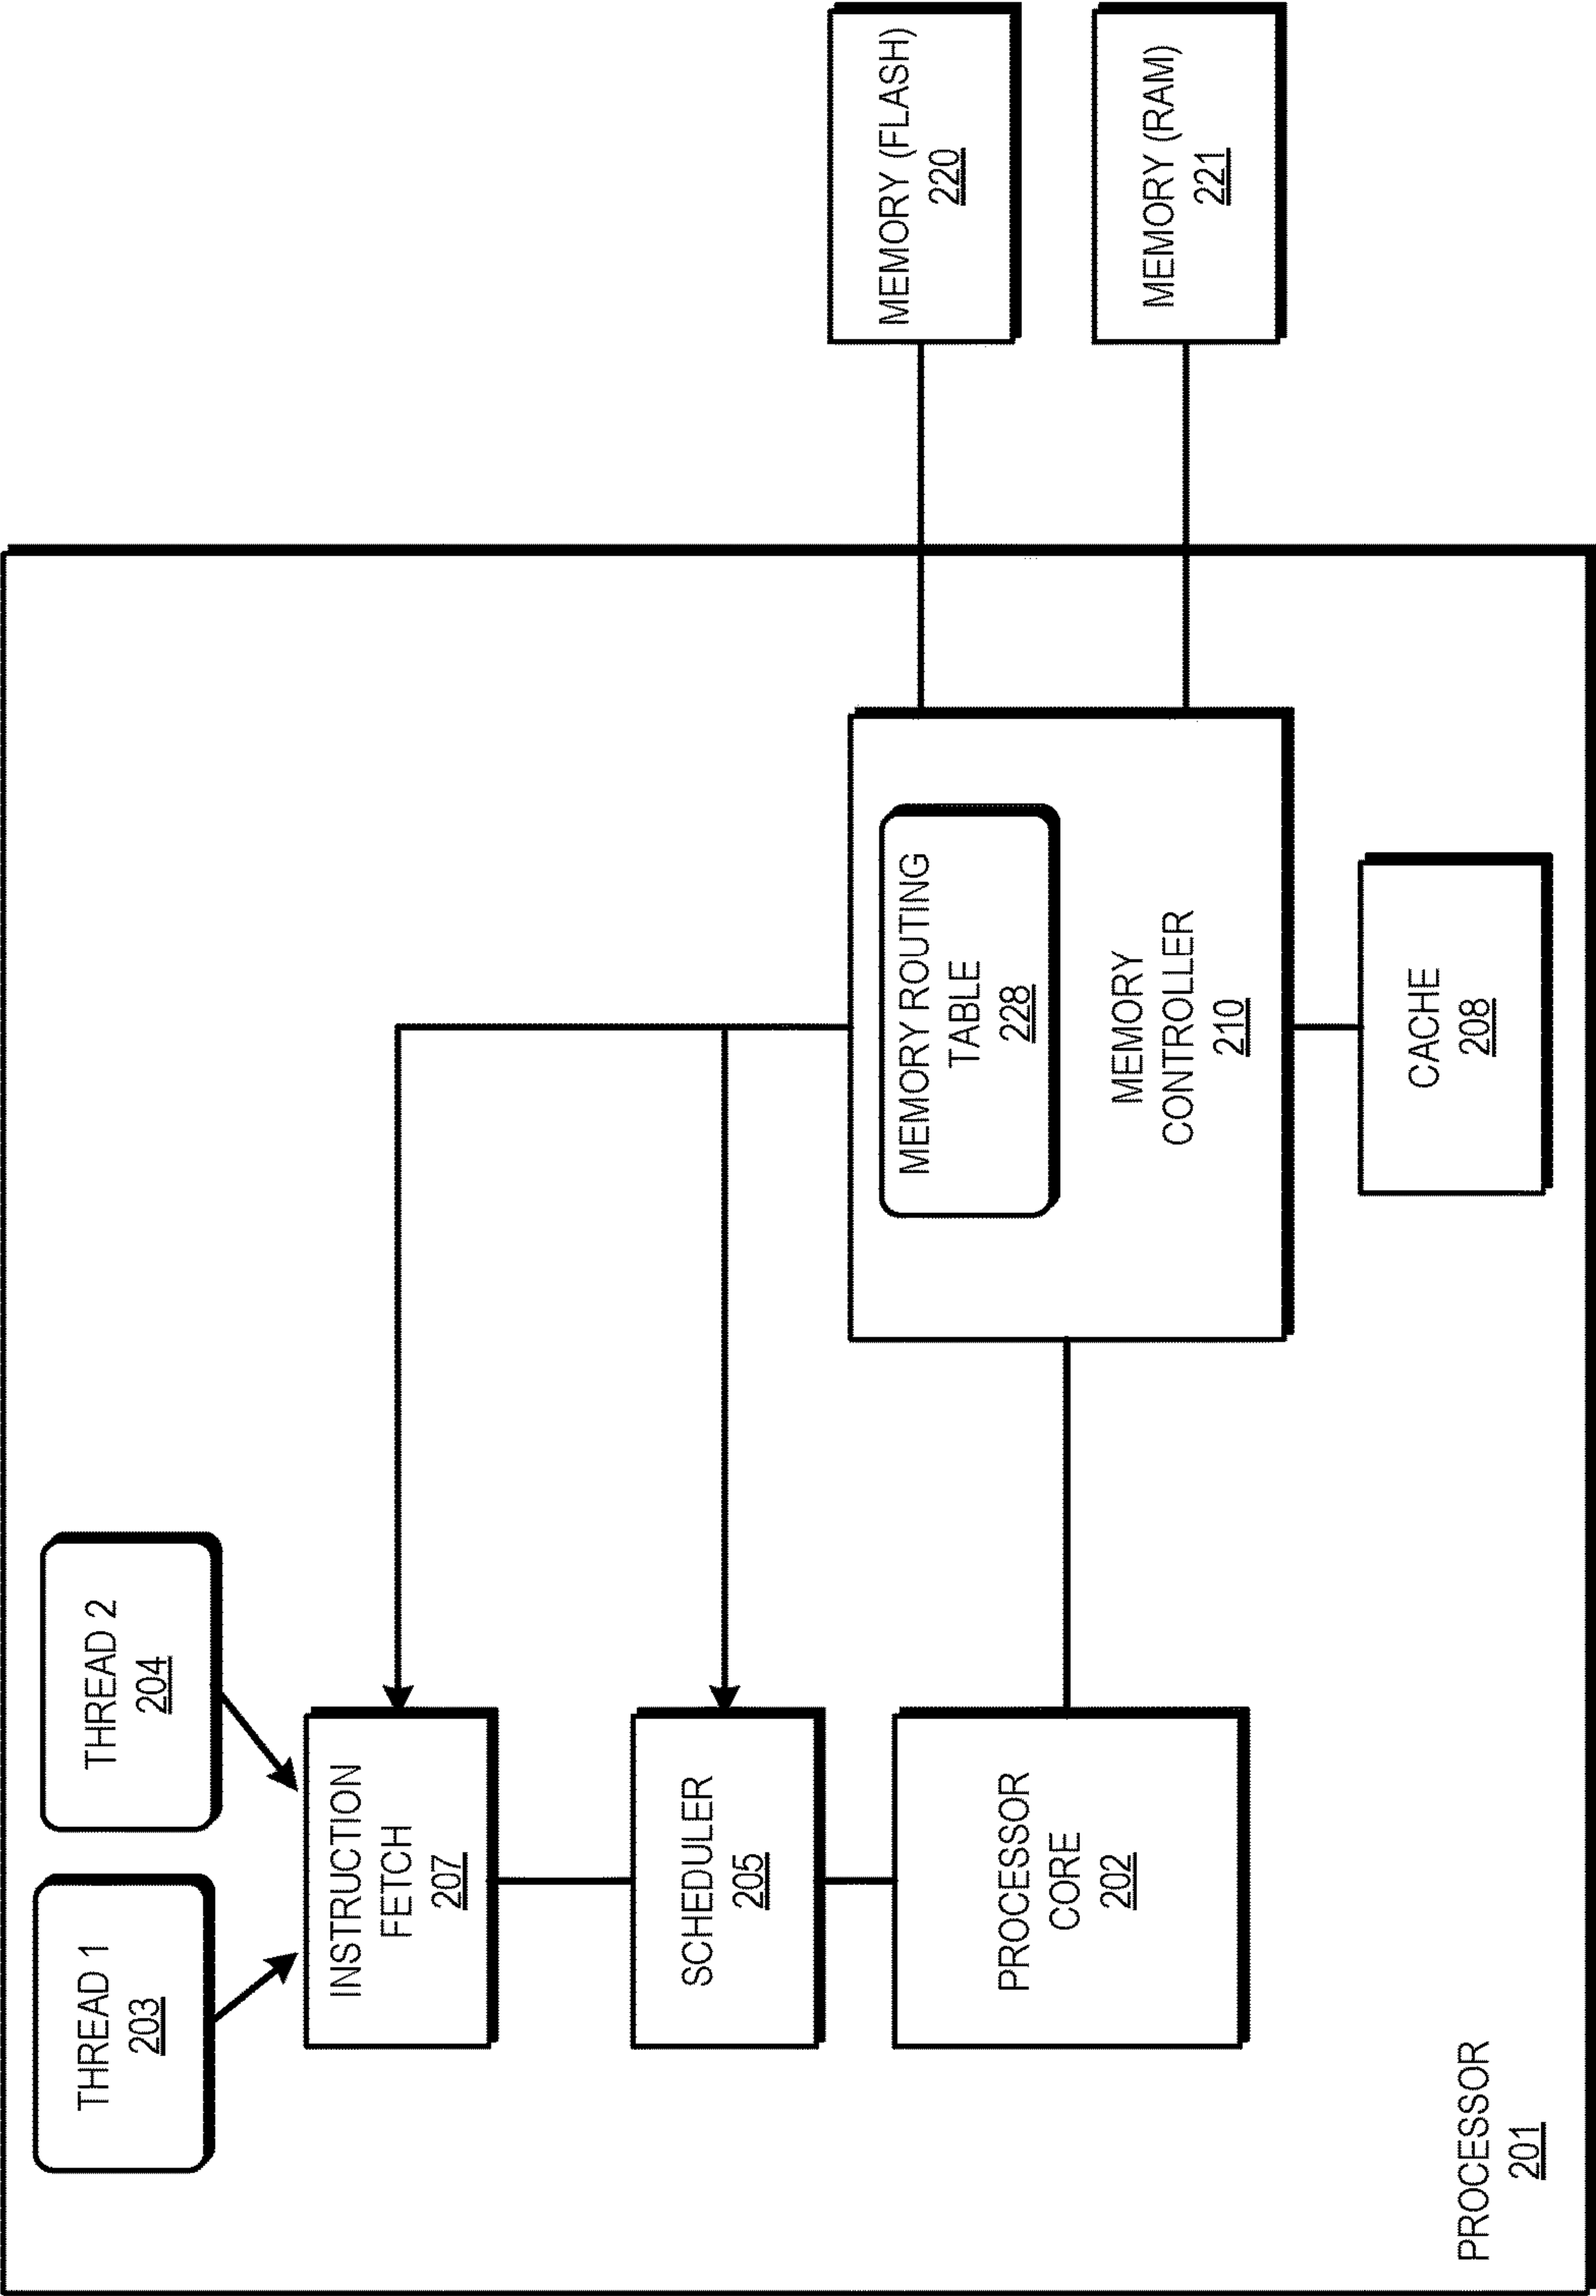 THREAD 1
203
THREAD 2
204
INSTRUCTION
FETCH
207
SCHEDULER
205
PROCESSOR
CORE
202
MEMORY ROUTING
TABLE
228
MEMORY
CONTROLLER
210
CACHE
208
MEMORY (FLASH)
220
MEMORY (RAM)
221
PROCESSOR
201